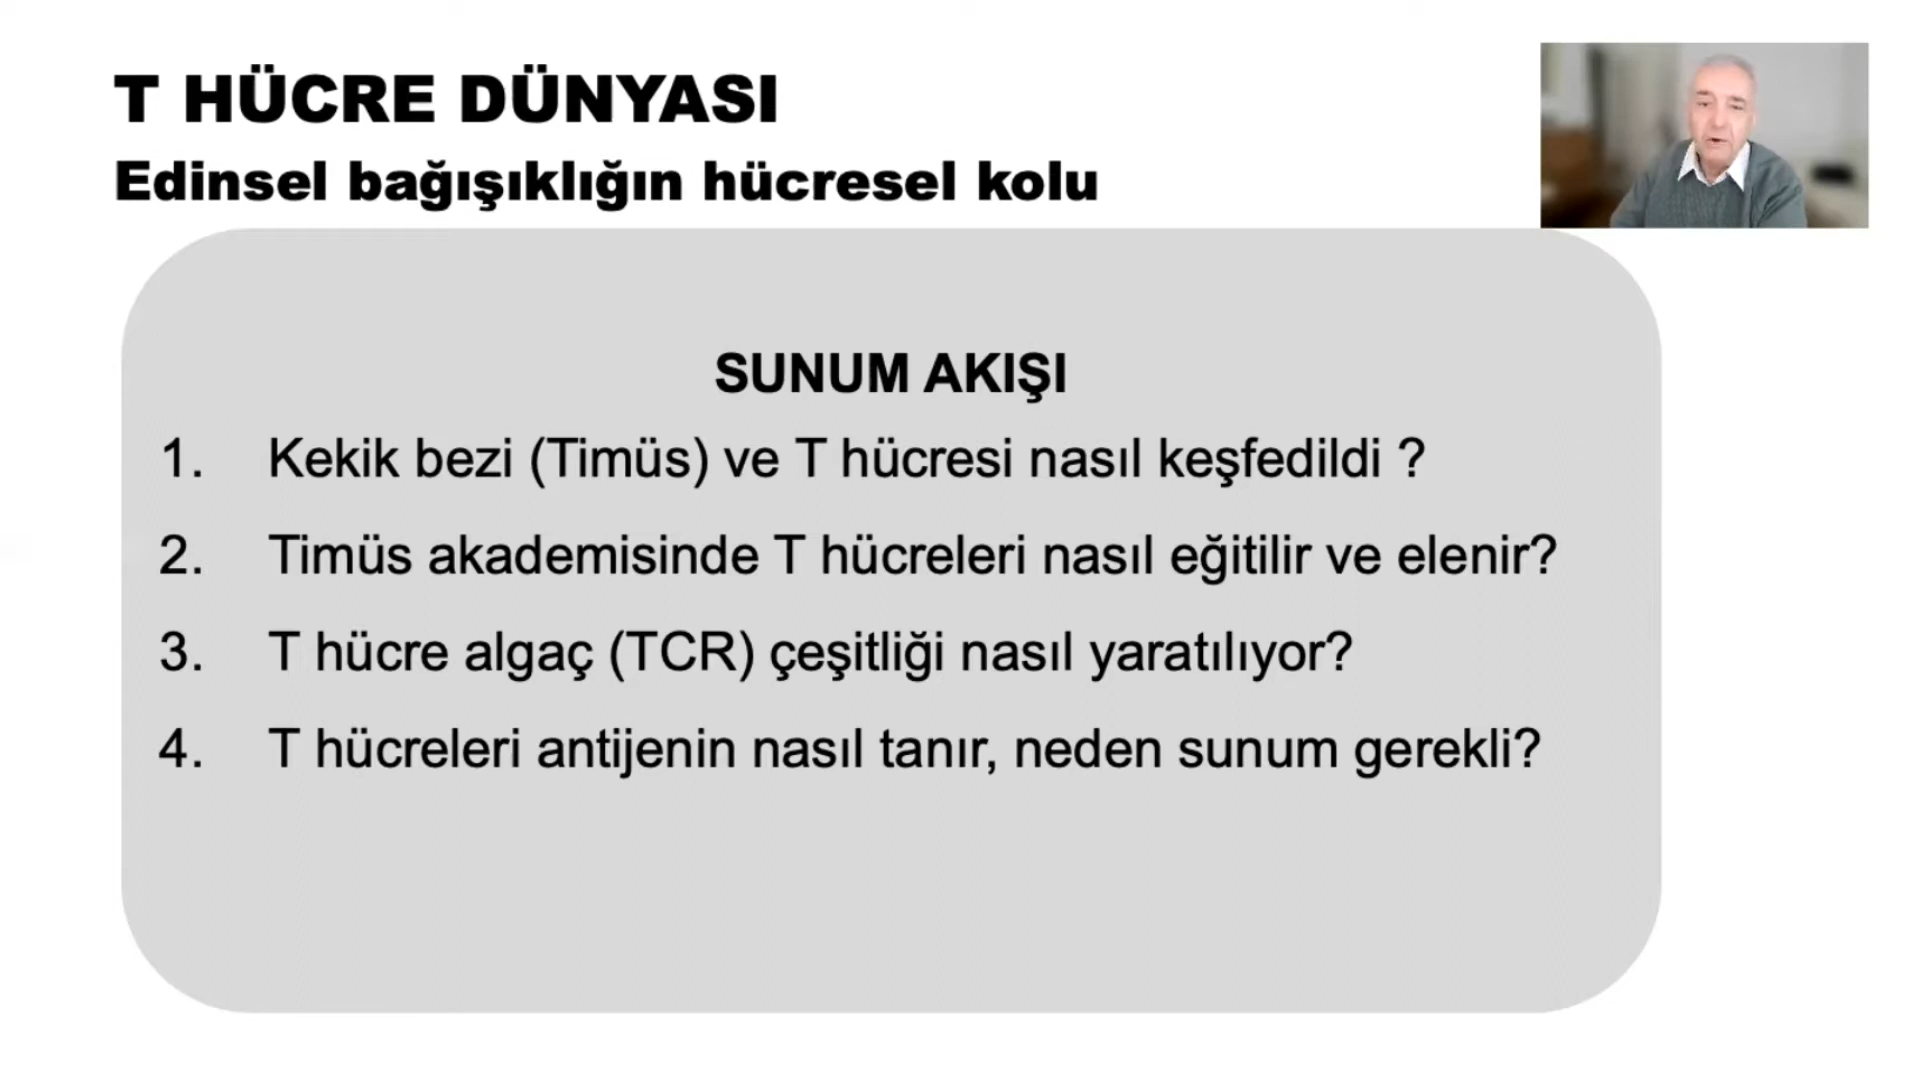 T HÜCRE DÜNYASI
Edinsel bağışıklığın hücresel kolu
SUNUM AKIŞI
1. Kekik bezi (Timüs) ve T hücresi nasıl keşfedildi ?
2. Timüs akademisinde T hücreleri nasıl eğitilir ve elenir?
3. T hücre algaç (TCR) çeşitliği nasıl yaratılıyor?
4. T hücreleri antijenin nasıl tanır, neden sunum gerekli?